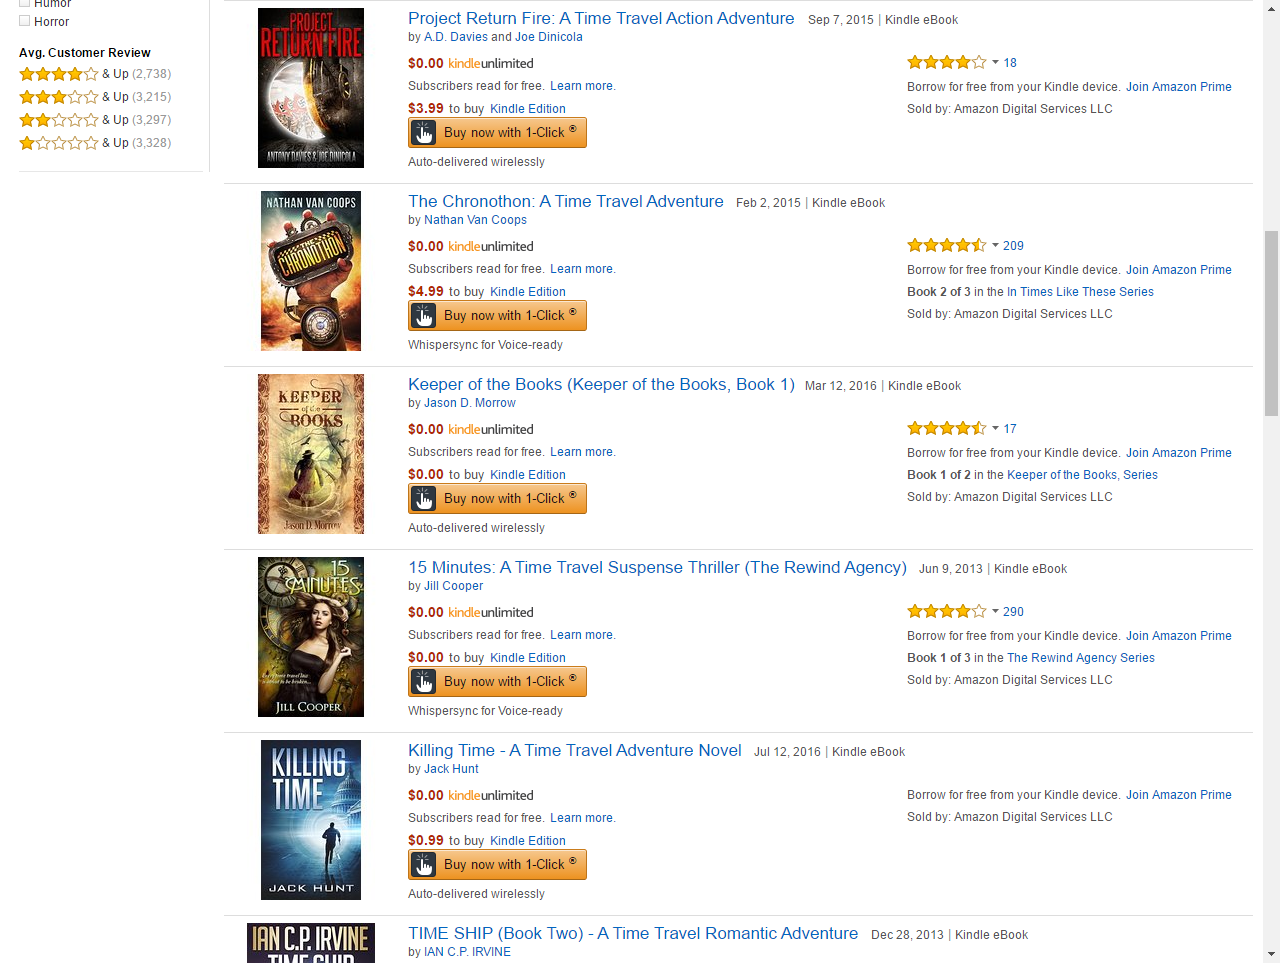 Humor
Horror
Avg. Customer Review
& Up (2,738)
& Up (3,215)
& Up (3,297)
& Up (3,328)
PROJECT
RETURN FIRE
ANTONY DAVIES & JOE DINICOLA
Project Return Fire: A Time Travel Action Adventure Sep 7, 2015 | Kindle eBook
by A.D. Davies and Joe Dinicola
$0.00 kindleunlimited
18
Subscribers read for free. Learn more.
Borrow for free from your Kindle device. Join Amazon Prime
$3.99 to buy Kindle Edition
Sold by: Amazon Digital Services LLC
Buy now with 1-Click ®
Auto-delivered wirelessly
NATHAN VAN COOPS
THE
CHRONOTHON
The Chronothon: A Time Travel Adventure Feb 2, 2015 | Kindle eBook
by Nathan Van Coops
$0.00 kindleunlimited
209
Subscribers read for free. Learn more.
Borrow for free from your Kindle device. Join Amazon Prime
$4.99 to buy Kindle Edition
Book 2 of 3 in the In Times Like These Series
Buy now with 1-Click ®
Sold by: Amazon Digital Services LLC
Whispersync for Voice-ready
KEEPER
of the
BOOKS
Jason D. Morrow
Keeper of the Books (Keeper of the Books, Book 1) Mar 12, 2016 | Kindle eBook
by Jason D. Morrow
$0.00 kindleunlimited
17
Subscribers read for free. Learn more.
Borrow for free from your Kindle device. Join Amazon Prime
$0.00 to buy Kindle Edition
Book 1 of 2 in the Keeper of the Books, Series
Buy now with 1-Click ®
Sold by: Amazon Digital Services LLC
Auto-delivered wirelessly
15
MINUTES
JILL COOPER
15 Minutes: A Time Travel Suspense Thriller (The Rewind Agency) Jun 9, 2013 | Kindle eBook
by Jill Cooper
$0.00 kindleunlimited
290
Subscribers read for free. Learn more.
Borrow for free from your Kindle device. Join Amazon Prime
$0.00 to buy Kindle Edition
Book 1 of 3 in the The Rewind Agency Series
Buy now with 1-Click ®
Sold by: Amazon Digital Services LLC
Whispersync for Voice-ready
KILLING
TIME
JACK HUNT
Killing Time - A Time Travel Adventure Novel Jul 12, 2016 | Kindle eBook
by Jack Hunt
$0.00 kindleunlimited
Borrow for free from your Kindle device. Join Amazon Prime
Subscribers read for free. Learn more.
Sold by: Amazon Digital Services LLC
$0.99 to buy Kindle Edition
Buy now with 1-Click ®
Auto-delivered wirelessly
IAN C.P. IRVINE
TIME SHIP
TIME SHIP (Book Two) - A Time Travel Romantic Adventure Dec 28, 2013 | Kindle eBook
by IAN C.P. IRVINE